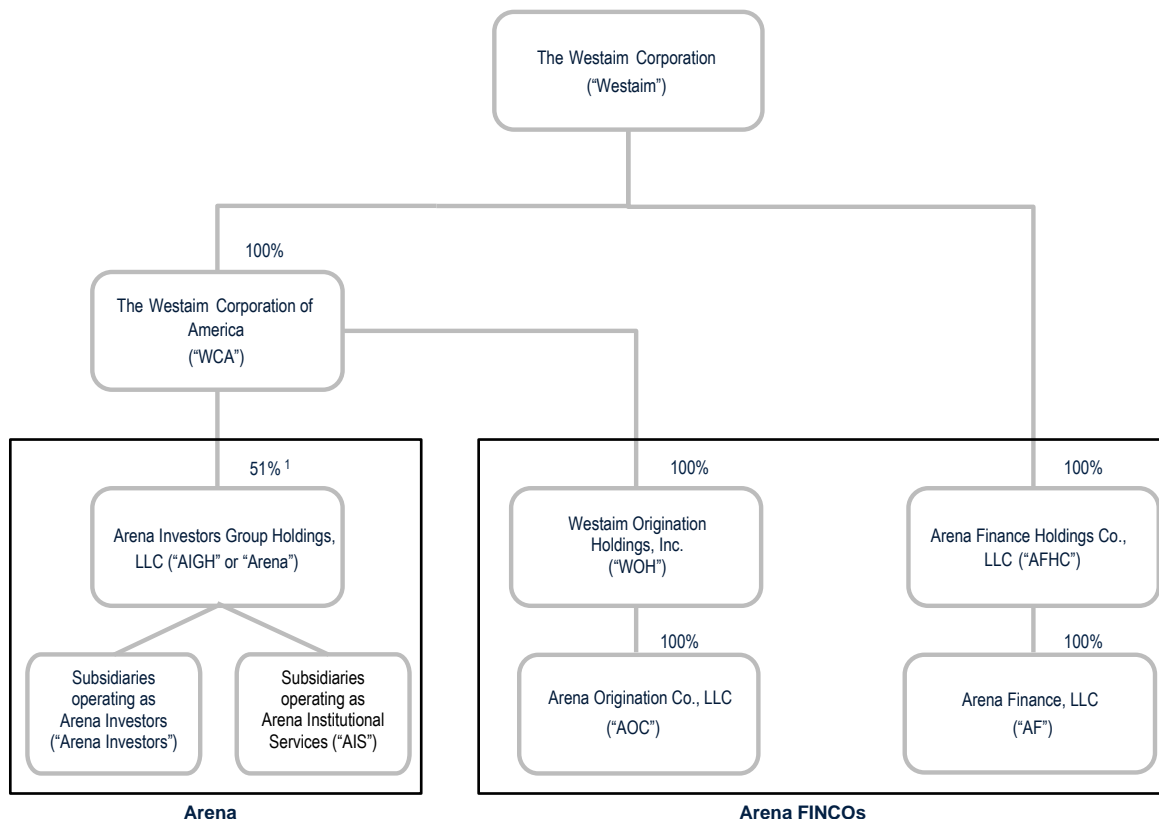 The Westaim Corporation
(“Westaim”)
100%
The Westaim Corporation of
America
(“WCA”)
51% 1
100%
100%
Arena Investors Group Holdings,
LLC (“AIGH” or “Arena”)
Westaim Origination
Holdings, Inc.
(“WOH”)
Arena Finance Holdings Co.,
LLC (“AFHC”)
100%
100%
Subsidiaries
operating as
Arena Investors
(“Arena Investors”)
Subsidiaries
operating as
Arena Institutional
Services (“AIS”)
Arena Origination Co., LLC
(“AOC”)
Arena Finance, LLC
(“AF”)
Arena
Arena FINCOs